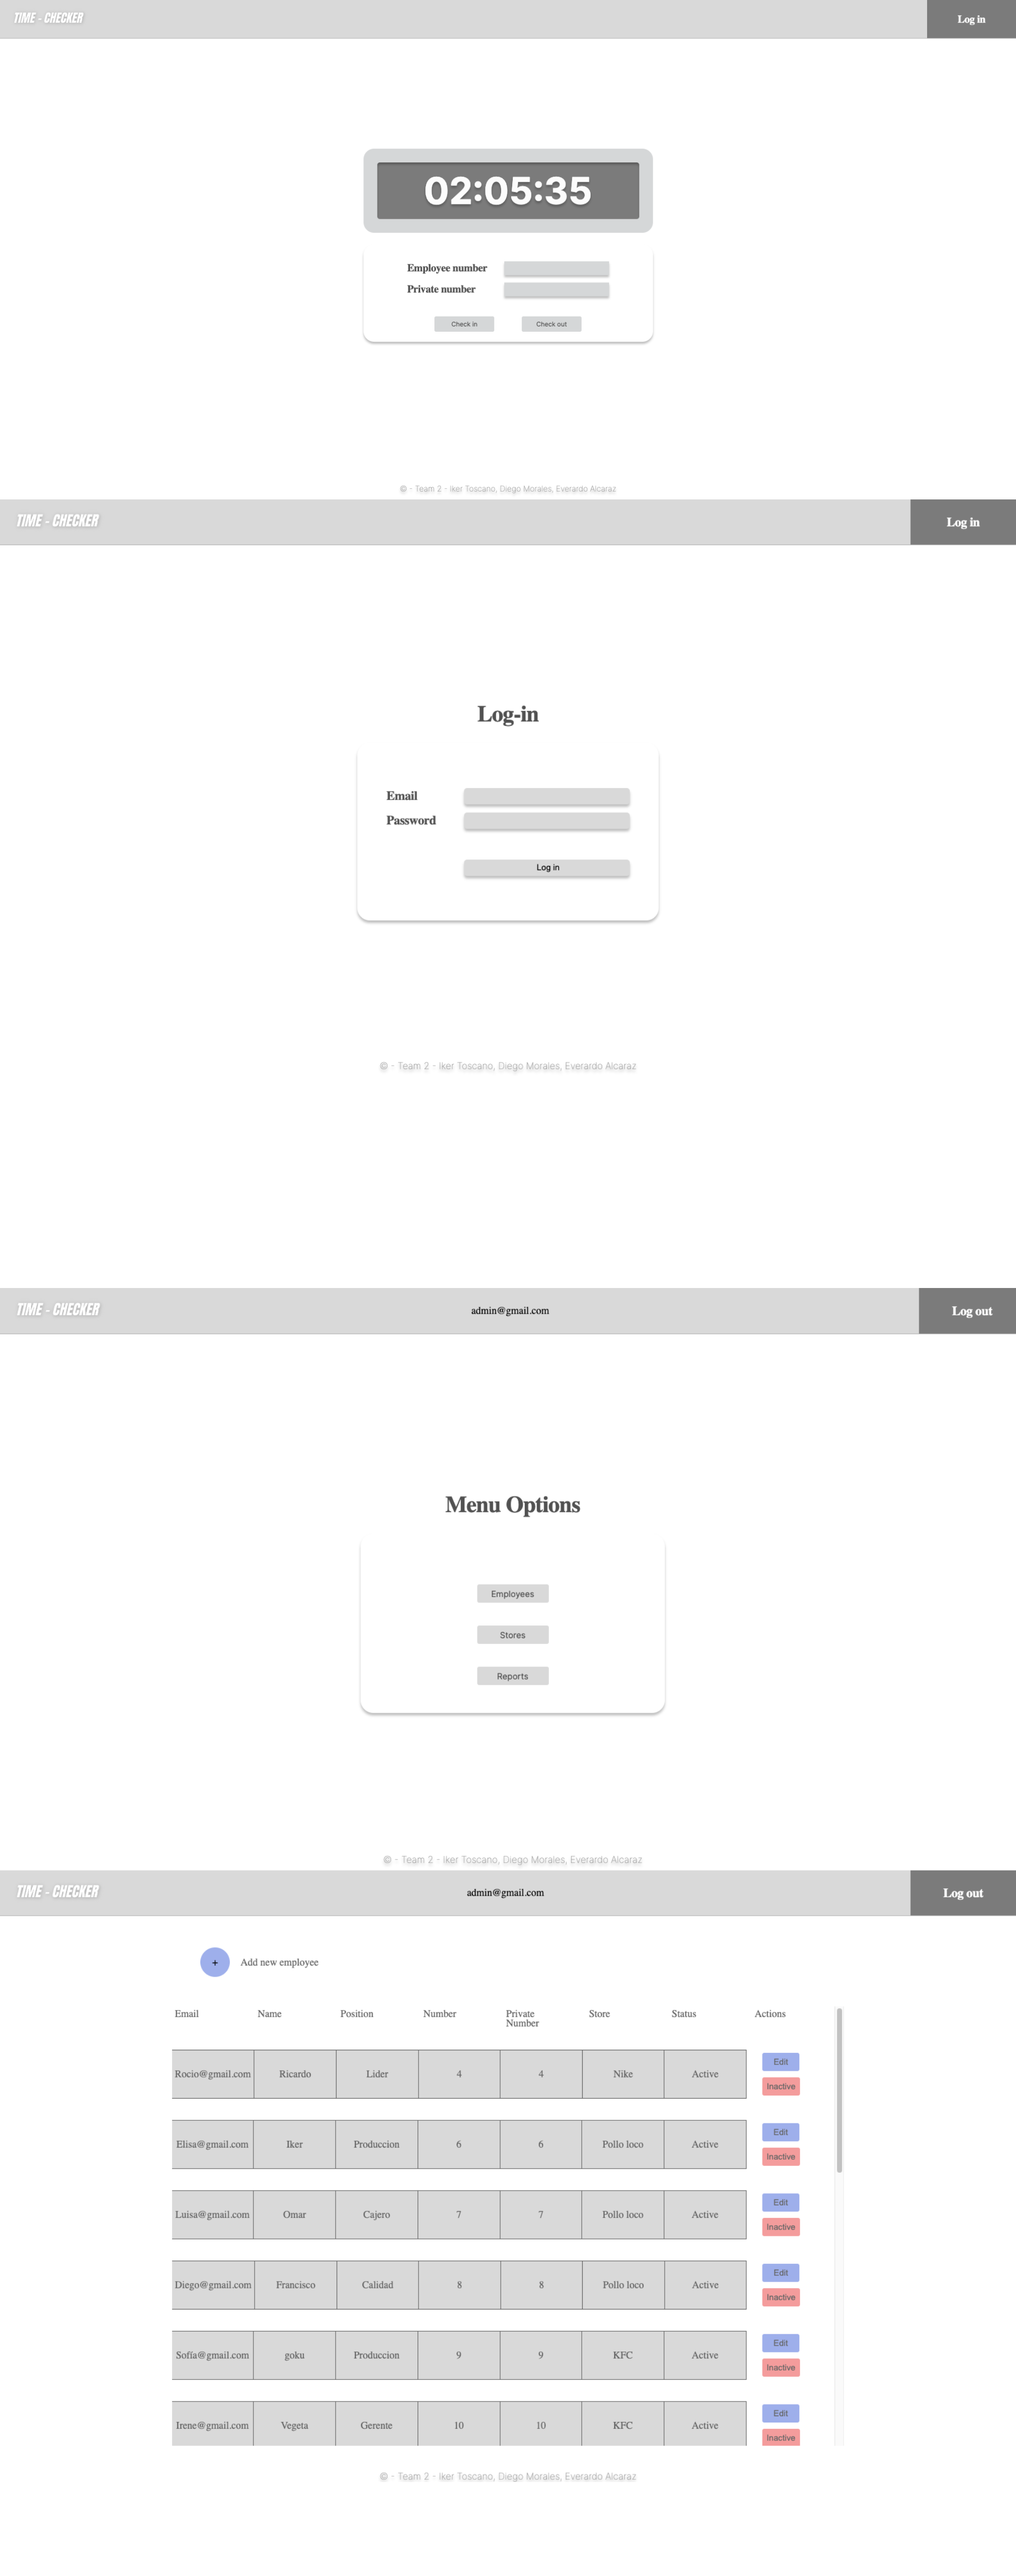 TIME - CHECKER
Log in
02:05:35
Employee number
Private number
Check in
Check out
© - Team 2 - Iker Toscano, Diego Morales, Everardo Alcaraz
TIME - CHECKER
Log in
Log-in
Email
Password
Log in
© - Team 2 - Iker Toscano, Diego Morales, Everardo Alcaraz
TIME - CHECKER
admin@gmail.com
Log out
Menu Options
Employees
Stores
Reports
© - Team 2 - Iker Toscano, Diego Morales, Everardo Alcaraz
TIME - CHECKER
admin@gmail.com
Log out
+ Add new employee
Email Name Position Number Private Number Store Status Actions
Rocio@gmail.com Ricardo Lider 4 4 Nike Active Edit Inactive
Elisa@gmail.com Iker Produccion 6 6 Pollo loco Active Edit Inactive
Luisa@gmail.com Omar Cajero 7 7 Pollo loco Active Edit Inactive
Diego@gmail.com Francisco Calidad 8 8 Pollo loco Active Edit Inactive
Sofía@gmail.com goku Produccion 9 9 KFC Active Edit Inactive
Irene@gmail.com Vegeta Gerente 10 10 KFC Active Edit Inactive
© - Team 2 - Iker Toscano, Diego Morales, Everardo Alcaraz